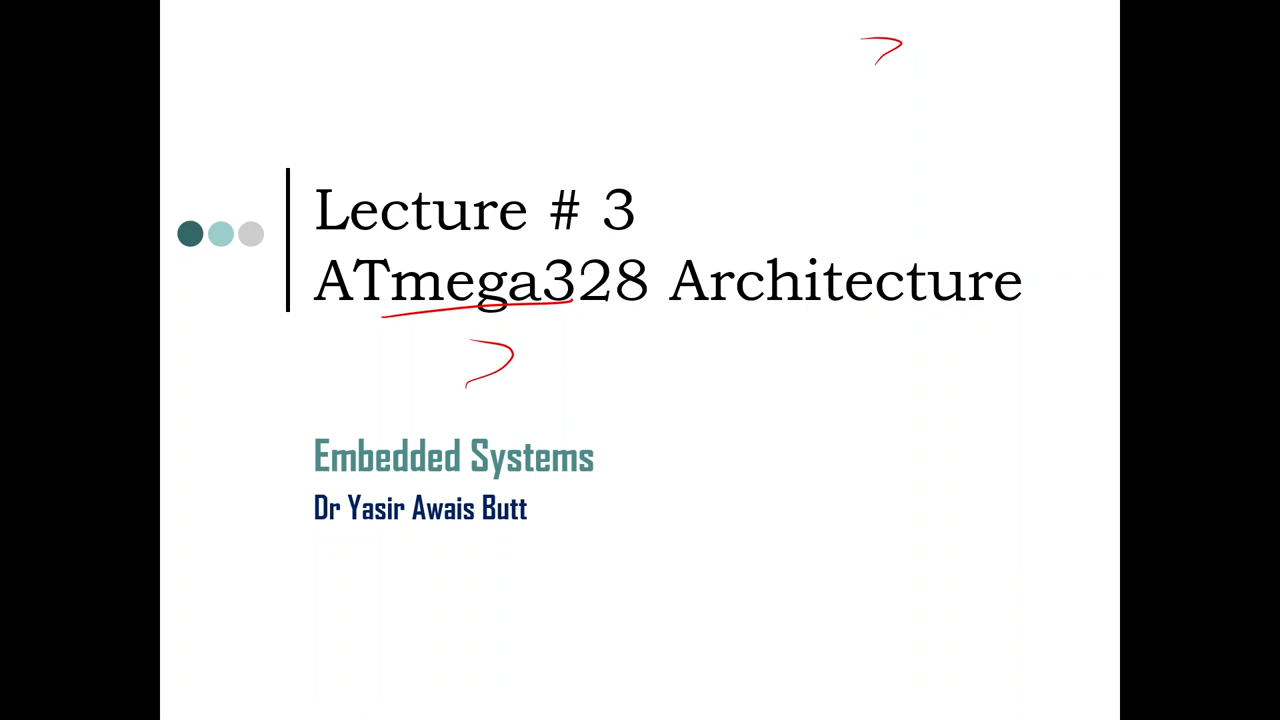 Lecture # 3
ATmega328 Architecture
Embedded Systems
Dr Yasir Awais Butt